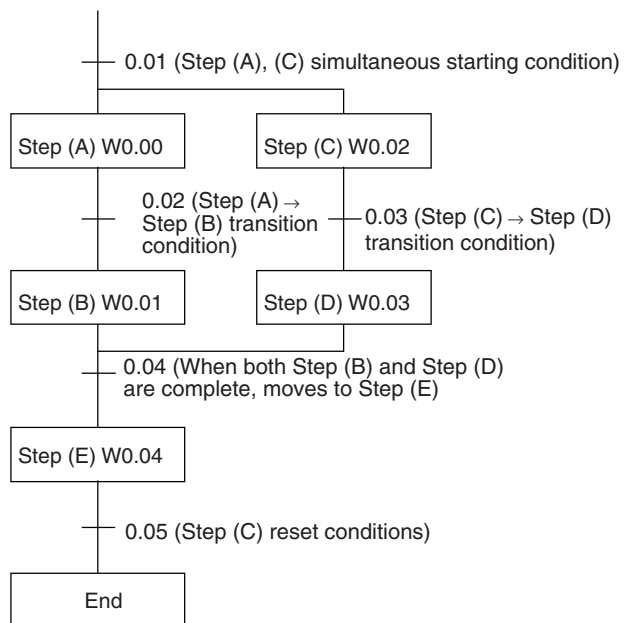 0.01 (Step (A), (C) simultaneous starting condition)
Step (A) W0.00
Step (C) W0.02
0.02 (Step (A) →
Step (B) transition
condition)
0.03 (Step (C) → Step (D)
transition condition)
Step (B) W0.01
Step (D) W0.03
0.04 (When both Step (B) and Step (D)
are complete, moves to Step (E)
Step (E) W0.04
0.05 (Step (C) reset conditions)
End